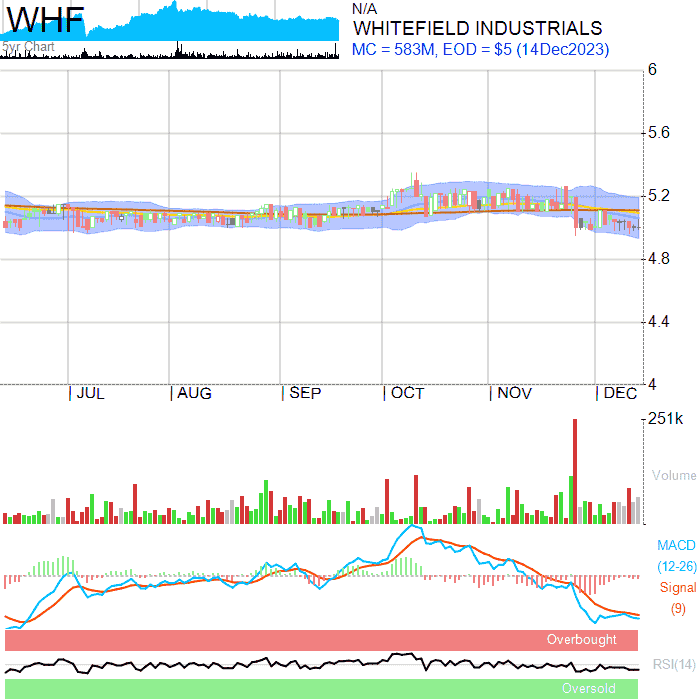 WHF
5yr Chart
N/A
WHITEFIELD INDUSTRIALS
MC = 583M, EOD = $5 (14Dec2023)
6
5.6
5.2
4.8
4.4
4
JUL AUG SEP OCT NOV DEC
251k
Volume
MACD
(12-26)
Signal
(9)
Overbought
RSI(14)
Oversold